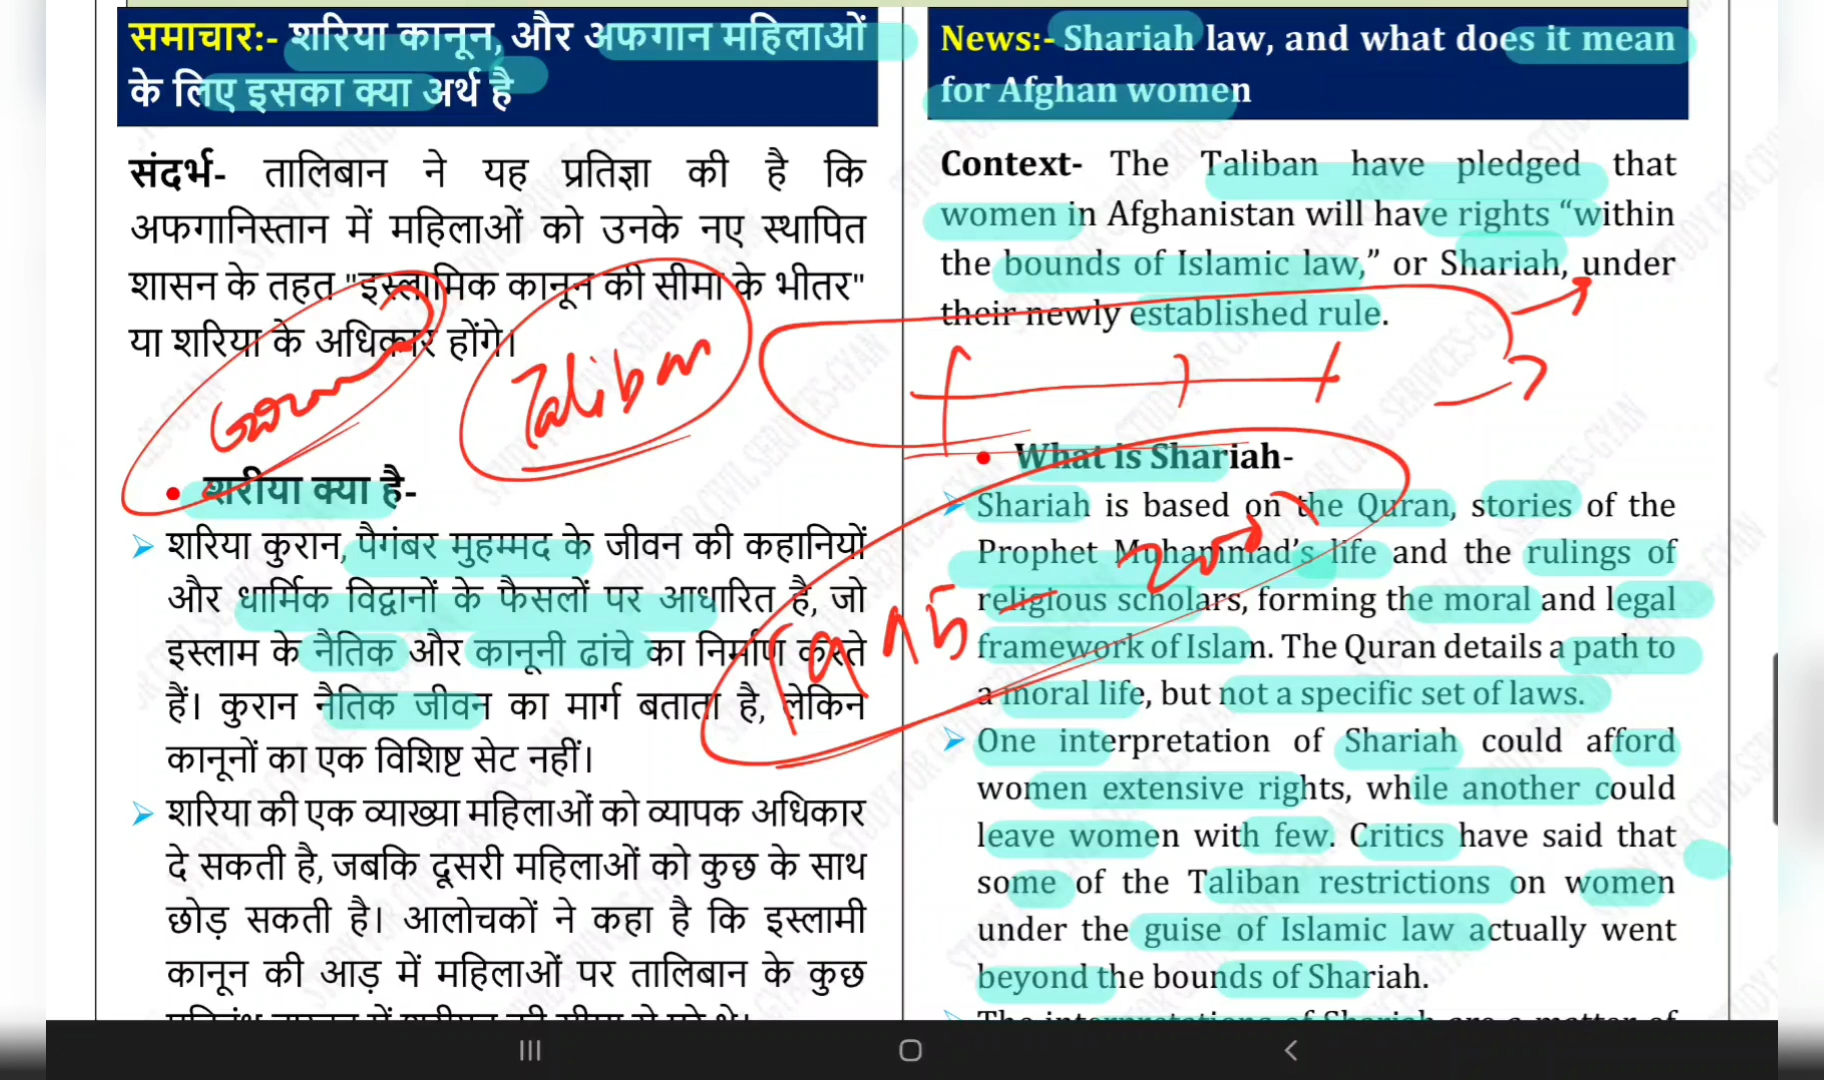 समाचार:- शरिया कानून, और अफगान महिलाओं
के लिए इसका क्या अर्थ है
संदर्भ- तालिबान ने यह प्रतिज्ञा की है कि
अफगानिस्तान में महिलाओं को उनके नए स्थापित
शासन के तहत "इस्लामिक कानून की सीमा के भीतर"
या शरिया के अधिकार होंगे।
Taliban
• शरीया क्या है-
➢ शरिया कुरान, पैगंबर मुहम्मद के जीवन की कहानियों
और धार्मिक विद्वानों के फैसलों पर आधारित है, जो
इस्लाम के नैतिक और कानूनी ढांचे का निर्माण करते
हैं। कुरान नैतिक जीवन का मार्ग बताता है, लेकिन
कानूनों का एक विशिष्ट सेट नहीं।
➢ शरिया की एक व्याख्या महिलाओं को व्यापक अधिकार
दे सकती है, जबकि दूसरी महिलाओं को कुछ के साथ
छोड़ सकती है। आलोचकों ने कहा है कि इस्लामी
कानून की आड़ में महिलाओं पर तालिबान के कुछ
News:- Shariah law, and what does it mean
for Afghan women
Context- The Taliban have pledged that
women in Afghanistan will have rights “within
the bounds of Islamic law,” or Shariah, under
their newly established rule.
• What is Shariah-
➢ Shariah is based on the Quran, stories of the
Prophet Muhammad’s life and the rulings of
religious scholars, forming the moral and legal
framework of Islam. The Quran details a path to
a moral life, but not a specific set of laws.
➢ One interpretation of Shariah could afford
women extensive rights, while another could
leave women with few. Critics have said that
some of the Taliban restrictions on women
under the guise of Islamic law actually went
beyond the bounds of Shariah.
The interpretations of Shariah are a matter of